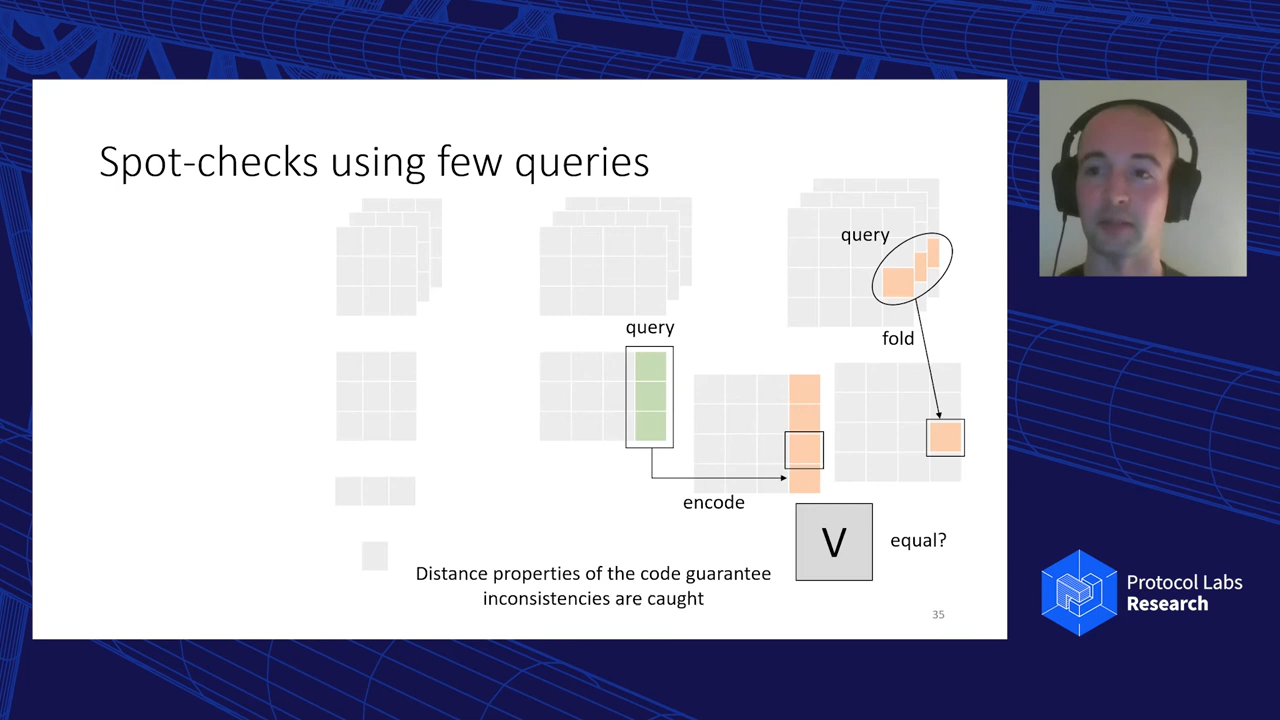 Spot-checks using few queries
query
fold
query
encode
V
equal?
Distance properties of the code guarantee
inconsistencies are caught
35
Protocol Labs
Research